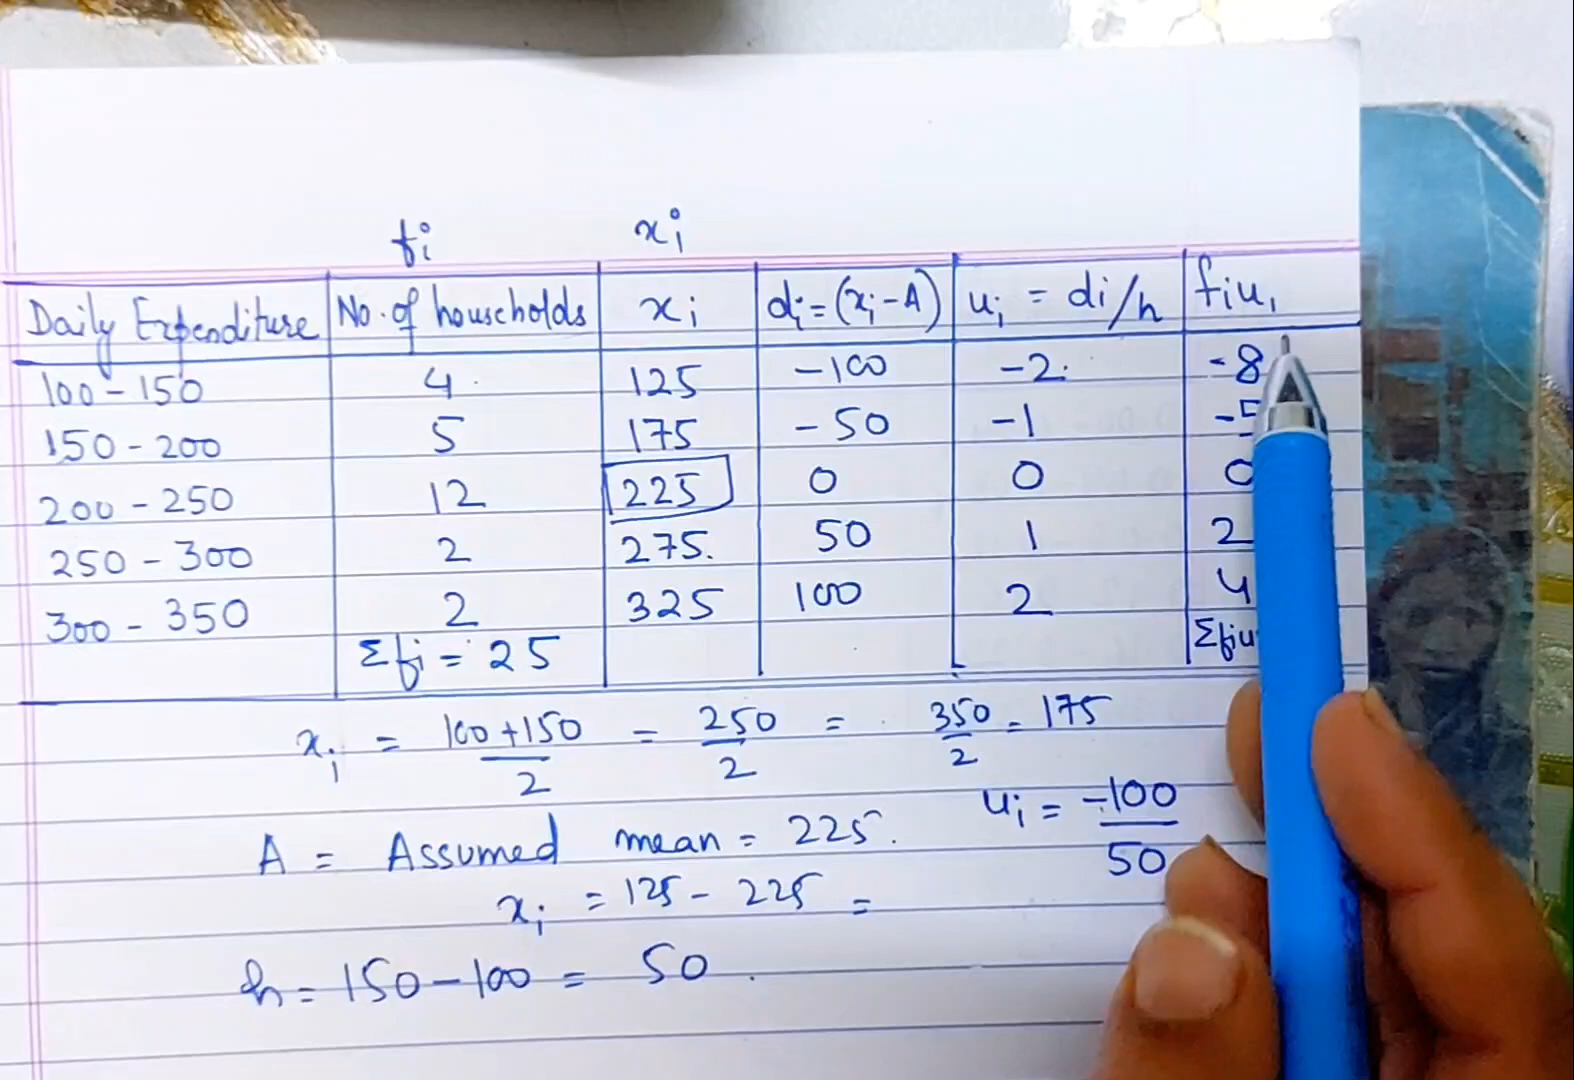 fi xi
Daily Expenditure No. of households xi di=(xi-A) ui = di/h fiui
100-150 4 125 -100 -2 -8
150-200 5 175 -50 -1 -5
200-250 12 225 0 0 0
250-300 2 275 50 1 2
300-350 2 325 100 2 4
Σfi = 25 Σfiu
xi = 100+150/2 = 250/2 = 350/2 = 175
A = Assumed mean = 225. ui = -100/50
xi = 125 - 225 =
h = 150-100 = 50.